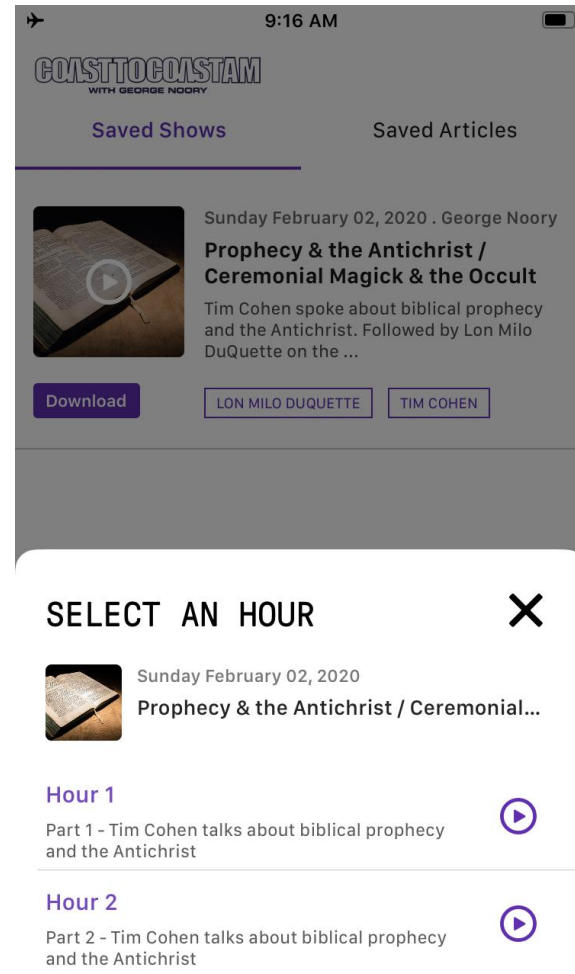 9:16 AM
COASTTOCOASTAM
WITH GEORGE NOORY
Saved Shows
Saved Articles
Sunday February 02, 2020 . George Noory
Prophecy & the Antichrist /
Ceremonial Magick & the Occult
Tim Cohen spoke about biblical prophecy
and the Antichrist. Followed by Lon Milo
DuQuette on the ...
Download
LON MILO DUQUETTE
TIM COHEN
SELECT AN HOUR
Sunday February 02, 2020
Prophecy & the Antichrist / Ceremonial...
Hour 1
Part 1 - Tim Cohen talks about biblical prophecy
and the Antichrist
Hour 2
Part 2 - Tim Cohen talks about biblical prophecy
and the Antichrist